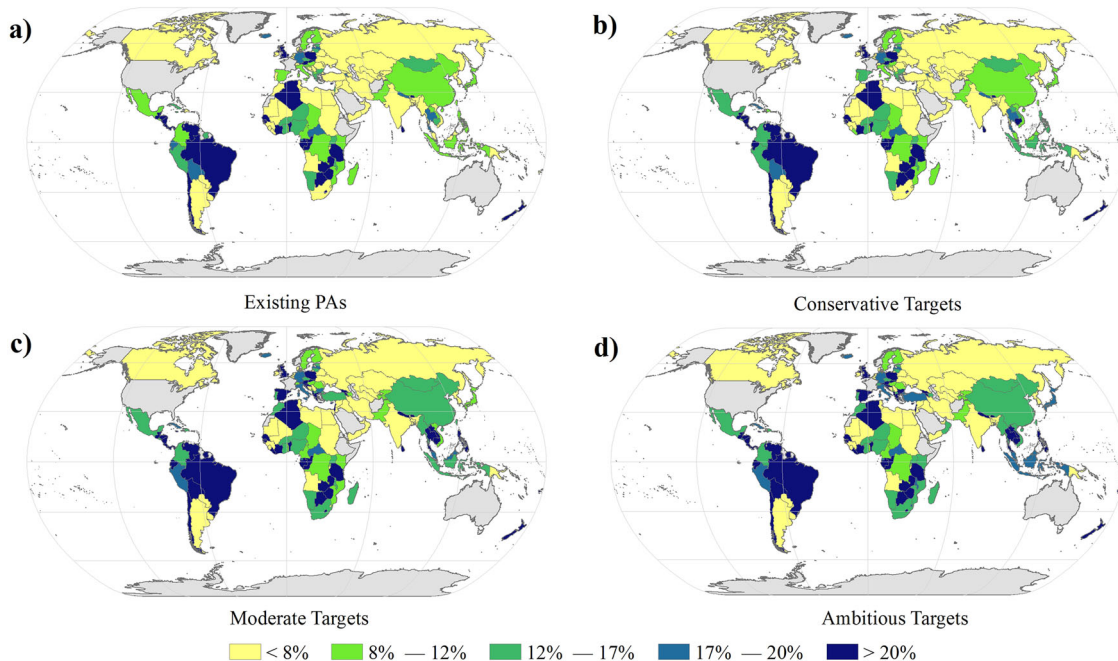 a)
b)
Existing PAs
Conservative Targets
c)
d)
Moderate Targets
Ambitious Targets
< 8% 8% — 12% 12% — 17% 17% — 20% > 20%